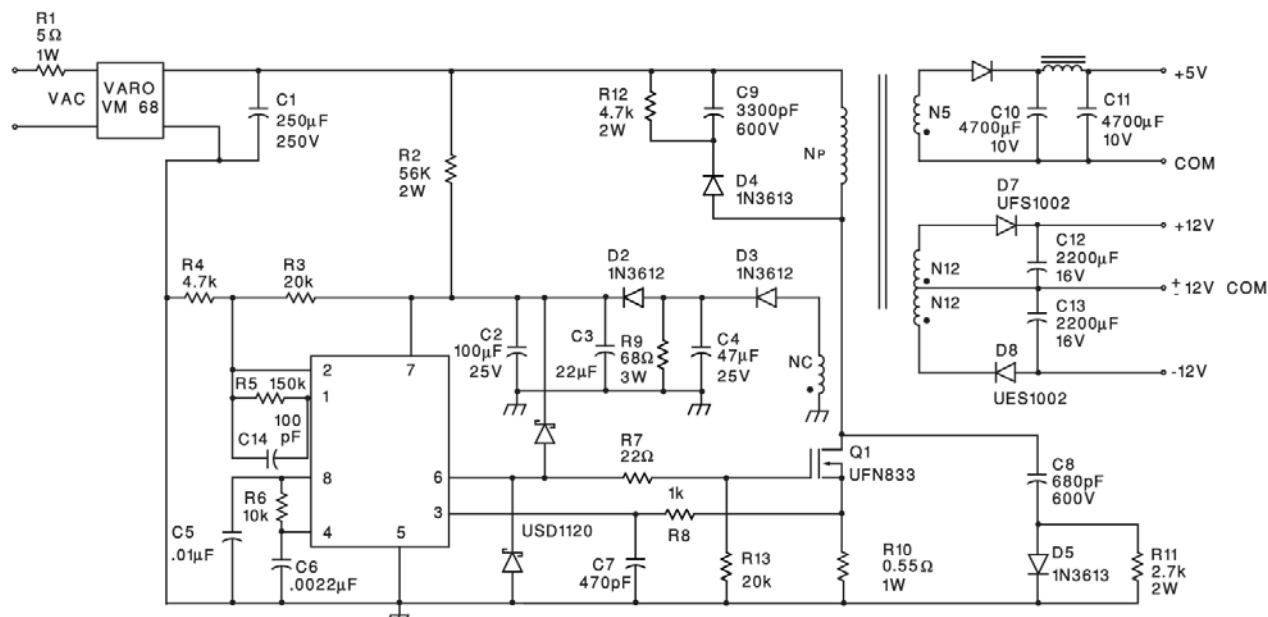 R1
5Ω
1W
VAC
VARO
VM 68
C1
250μF
250V
R2
56K
2W
R12
4.7k
2W
C9
3300pF
600V
D4
1N3613
NP
N5
C10
4700μF
10V
C11
4700μF
10V
+5V
COM
D7
UFS1002
+12V
N12
N12
C12
2200μF
16V
+
- 12V COM
C13
2200μF
16V
D8
UES1002
-12V
R4
4.7k
R3
20k
D2
1N3612
D3
1N3612
C2
100μF
25V
C3
22μF
R9
68Ω
3W
C4
47μF
25V
NC
2
7
R5 150k
1
100
pF
C14
8
6
R6
10k
4
3
5
C5
.01μF
C6
.0022μF
R7
22Ω
Q1
UFN833
1k
R8
USD1120
C7
470pF
R13
20k
R10
0.55Ω
1W
C8
680pF
600V
D5
1N3613
R11
2.7k
2W